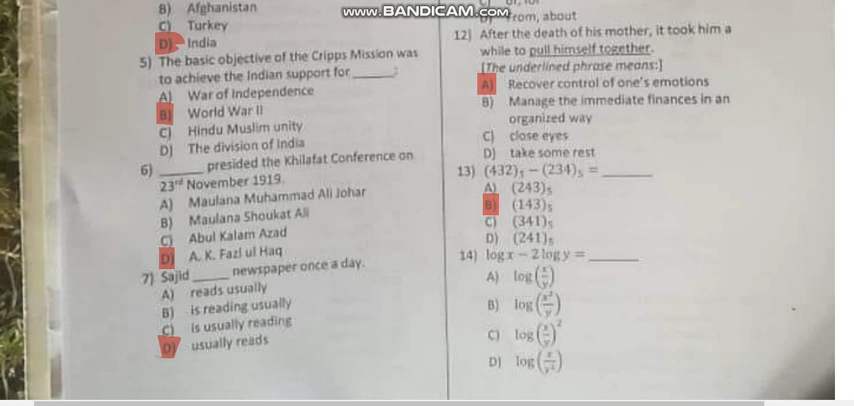 www.BANDICAM.com
B) Afghanistan
C) Turkey
D) India
5) The basic objective of the Cripps Mission was
to achieve the Indian support for ______:
A) War of Independence
B) World War II
C) Hindu Muslim unity
D) The division of India
6) ______ presided the Khilafat Conference on
23rd November 1919.
A) Maulana Muhammad Ali Johar
B) Maulana Shoukat Ali
C) Abul Kalam Azad
D) A. K. Fazl ul Haq
7) Sajid _____ newspaper once a day.
A) reads usually
B) is reading usually
C) is usually reading
D) usually reads
D) from, about
12) After the death of his mother, it took him a
while to pull himself together.
[The underlined phrase means:]
A) Recover control of one's emotions
B) Manage the immediate finances in an
organized way
C) close eyes
D) take some rest
13) (432)₅ − (234)₅ = ______
A) (243)₅
B) (143)₅
C) (341)₅
D) (241)₅
14) log x − 2 log y = ______
A) log (x/y)
B) log (x²/y)
C) log (x/y)²
D) log (x/y²)